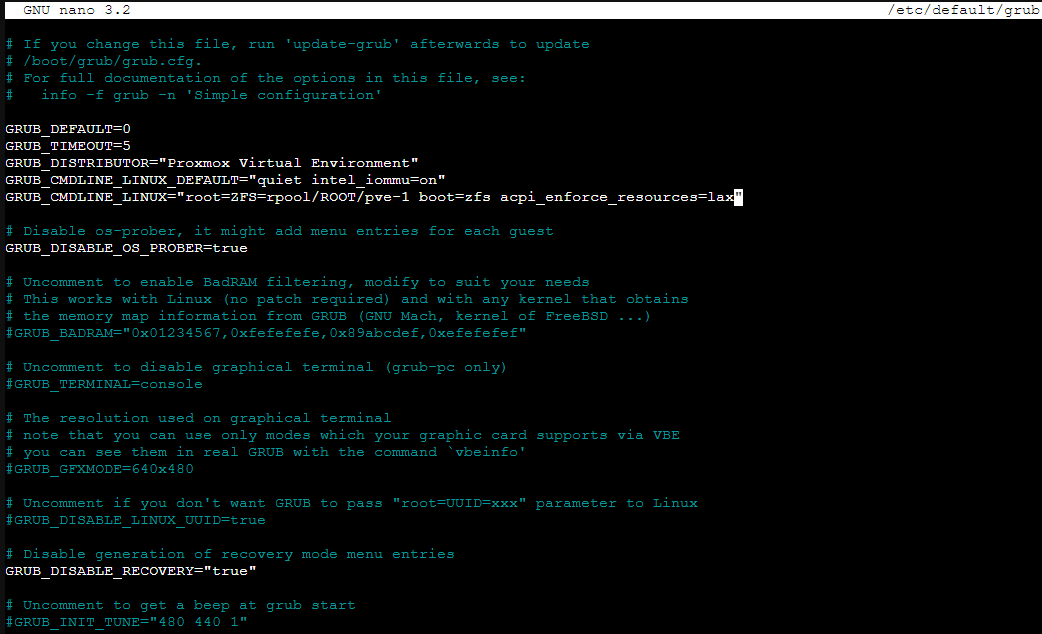 GNU nano 3.2 /etc/default/grub
# If you change this file, run 'update-grub' afterwards to update
# /boot/grub/grub.cfg.
# For full documentation of the options in this file, see:
#   info -f grub -n 'Simple configuration'
GRUB_DEFAULT=0
GRUB_TIMEOUT=5
GRUB_DISTRIBUTOR="Proxmox Virtual Environment"
GRUB_CMDLINE_LINUX_DEFAULT="quiet intel_iommu=on"
GRUB_CMDLINE_LINUX="root=ZFS=rpool/ROOT/pve-1 boot=zfs acpi_enforce_resources=lax"
# Disable os-prober, it might add menu entries for each guest
GRUB_DISABLE_OS_PROBER=true
# Uncomment to enable BadRAM filtering, modify to suit your needs
# This works with Linux (no patch required) and with any kernel that obtains
# the memory map information from GRUB (GNU Mach, kernel of FreeBSD ...)
#GRUB_BADRAM="0x01234567,0xfefefefe,0x89abcdef,0xefefefef"
# Uncomment to disable graphical terminal (grub-pc only)
#GRUB_TERMINAL=console
# The resolution used on graphical terminal
# note that you can use only modes which your graphic card supports via VBE
# you can see them in real GRUB with the command `vbeinfo'
#GRUB_GFXMODE=640x480
# Uncomment if you don't want GRUB to pass "root=UUID=xxx" parameter to Linux
#GRUB_DISABLE_LINUX_UUID=true
# Disable generation of recovery mode menu entries
GRUB_DISABLE_RECOVERY="true"
# Uncomment to get a beep at grub start
#GRUB_INIT_TUNE="480 440 1"